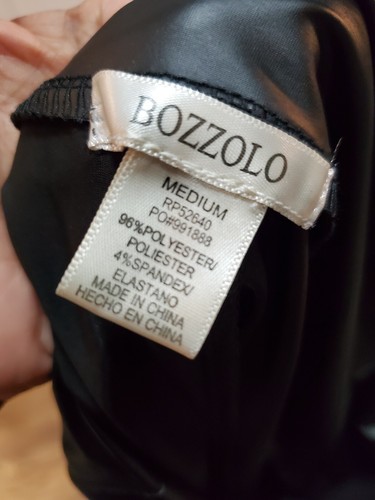 BOZZOLO
MEDIUM
RP52640
PO#991888
96%POLYESTER/
POLIESTER
4%SPANDEX/
ELASTANO
MADE IN CHINA
HECHO EN CHINA